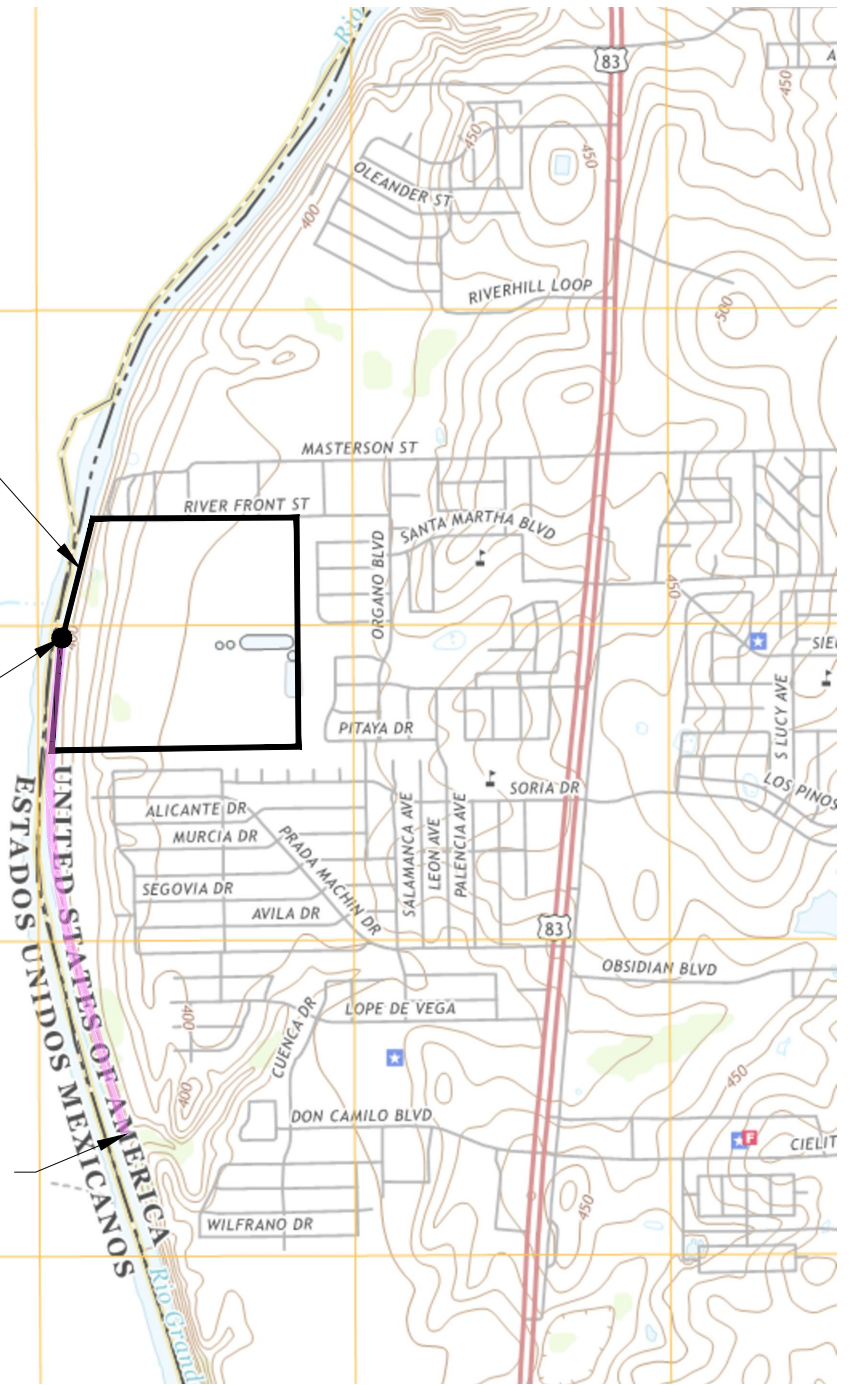 Rio
83
A
450
450
450
OLEANDER ST
400
RIVERHILL LOOP
500
MASTERSON ST
RIVER FRONT ST
SANTA MARTHA BLVD
ORGANO BLVD
450
SIE
S LUCY AVE
PITAYA DR
SORIA DR
LOS PINOS
ALICANTE DR
MURCIA DR
PRADA MACHIN DR
SALAMANCA AVE
LEON AVE
PALENCIA AVE
SEGOVIA DR
AVILA DR
83
UNITED STATES OF AMERICA
ESTADOS UNIDOS MEXICANOS
OBSIDIAN BLVD
400
LOPE DE VEGA
CUENCA DR
450
400
DON CAMILO BLVD
F
CIELIT
450
WILFRANO DR
Rio Grand